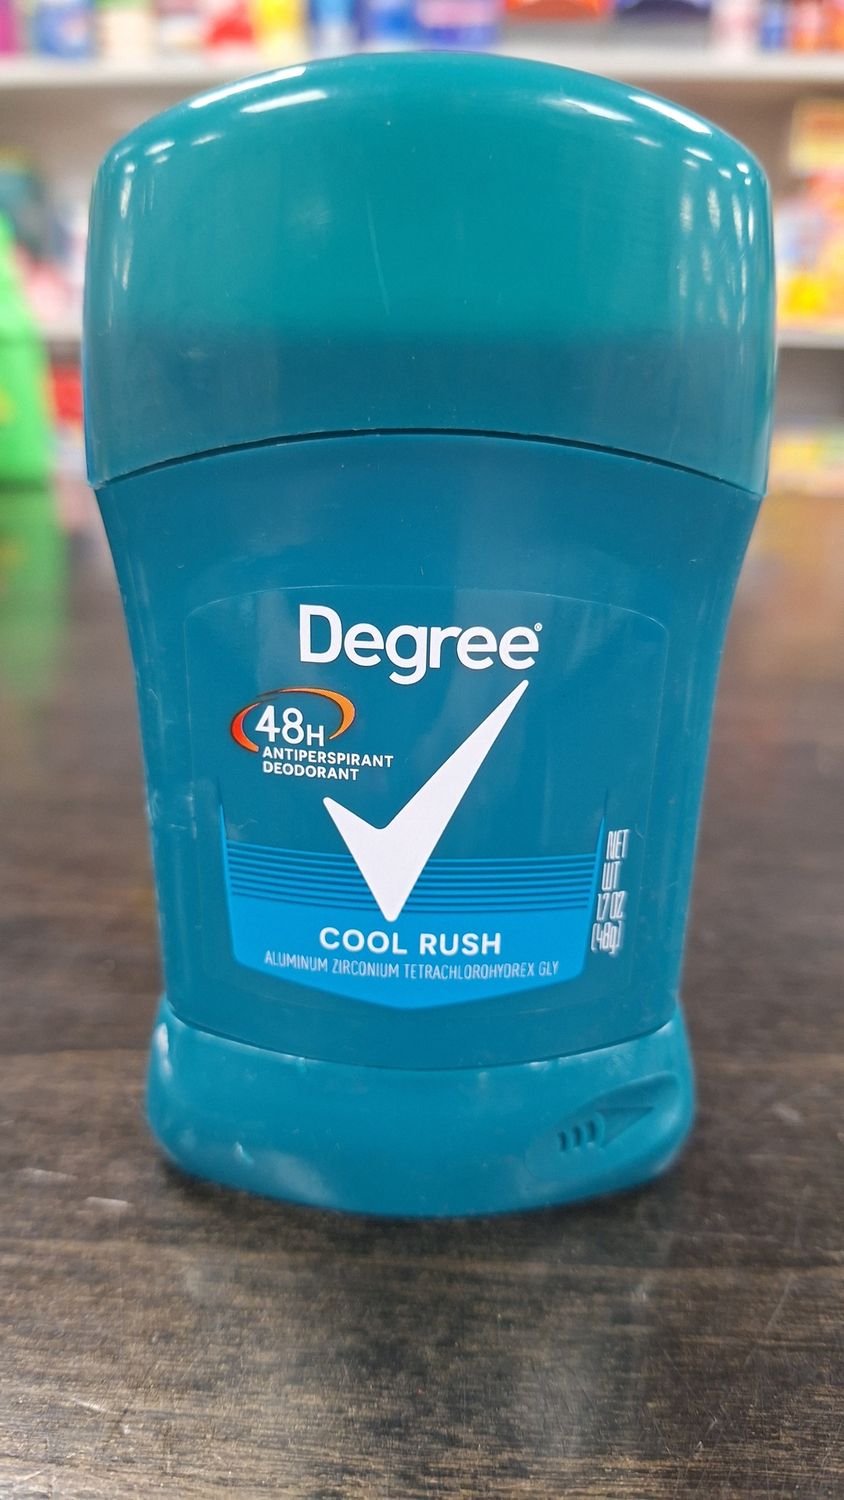 Degree®
48H
ANTIPERSPIRANT
DEODORANT
COOL RUSH
ALUMINUM ZIRCONIUM TETRACHLOROHYDREX GLY
NET
WT
1.7 OZ
(48g)